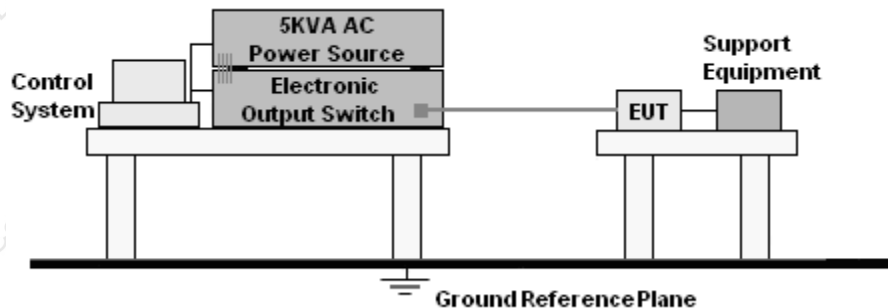 5KVA AC
Power Source
Control
System
Electronic
Output Switch
Support
Equipment
EUT
Ground Reference Plane